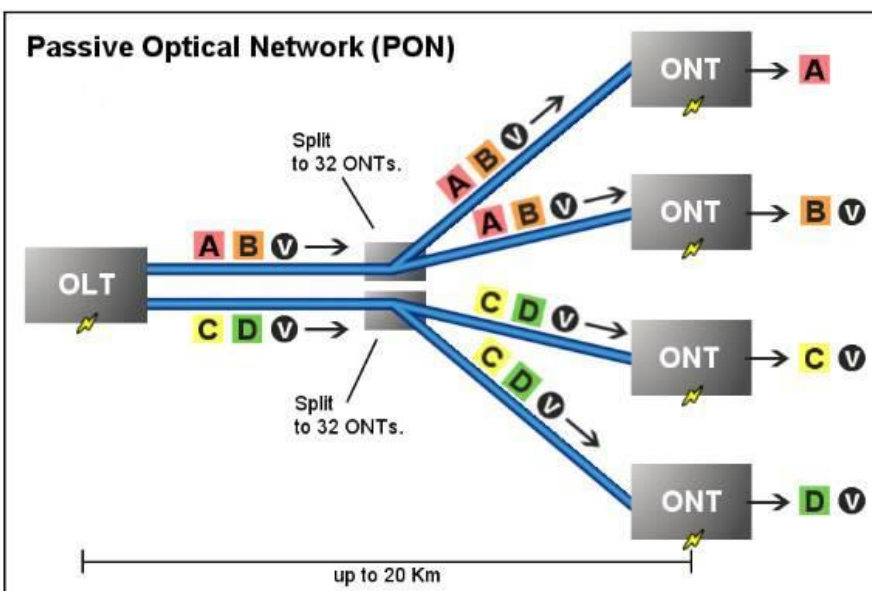 Passive Optical Network (PON)
ONT
A
Split
to 32 ONTs.
A B V
ONT
B V
A B V
A B V
OLT
C D V
C D V
ONT
C V
C D V
Split
to 32 ONTs.
ONT
D V
up to 20 Km